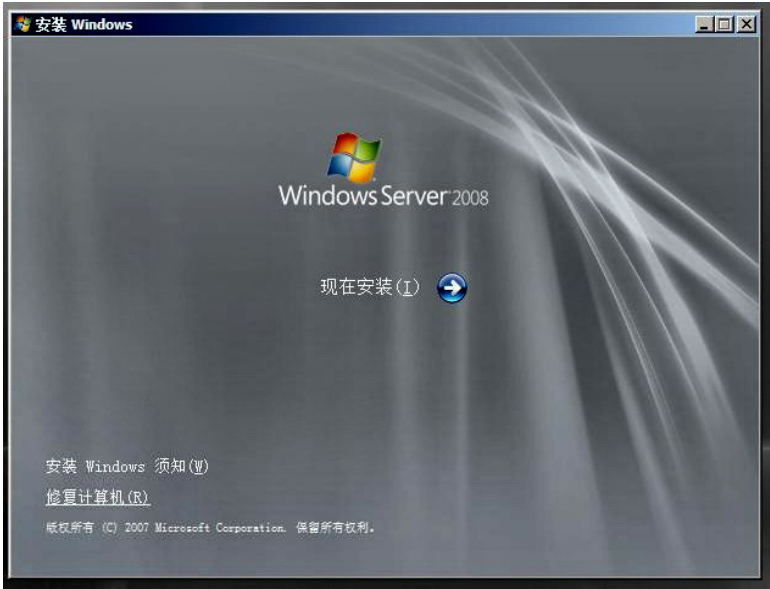 安装 Windows
Windows Server 2008
现在安装(I)
安装 Windows 须知(W)
修复计算机(R)
版权所有 (C) 2007 Microsoft Corporation. 保留所有权利。